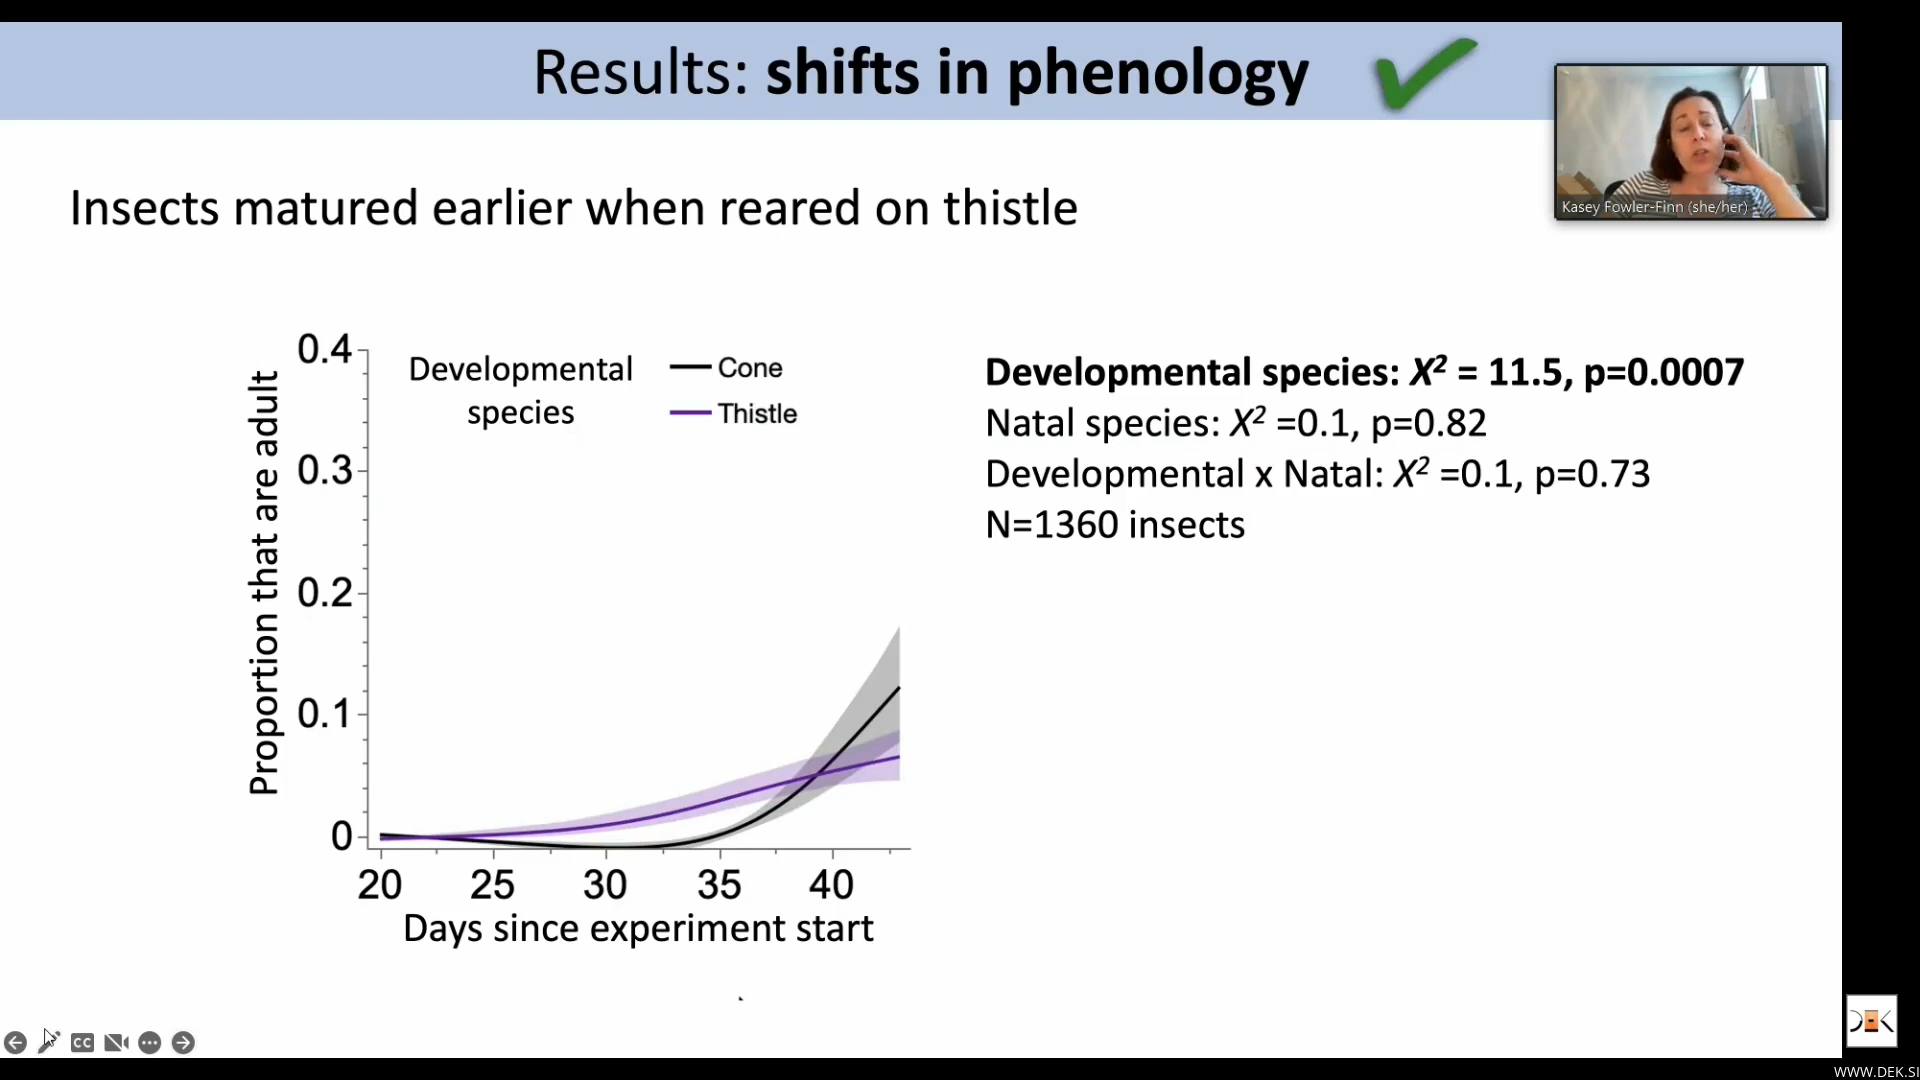 Results: shifts in phenology
Kasey Fowler-Finn (she/her)
Insects matured earlier when reared on thistle
Developmental species
Cone
Thistle
Proportion that are adult
0.4
0.3
0.2
0.1
0
20 25 30 35 40
Days since experiment start
Developmental species: X² = 11.5, p=0.0007
Natal species: X² =0.1, p=0.82
Developmental x Natal: X² =0.1, p=0.73
N=1360 insects
CC
DEK
WWW.DEK.SI